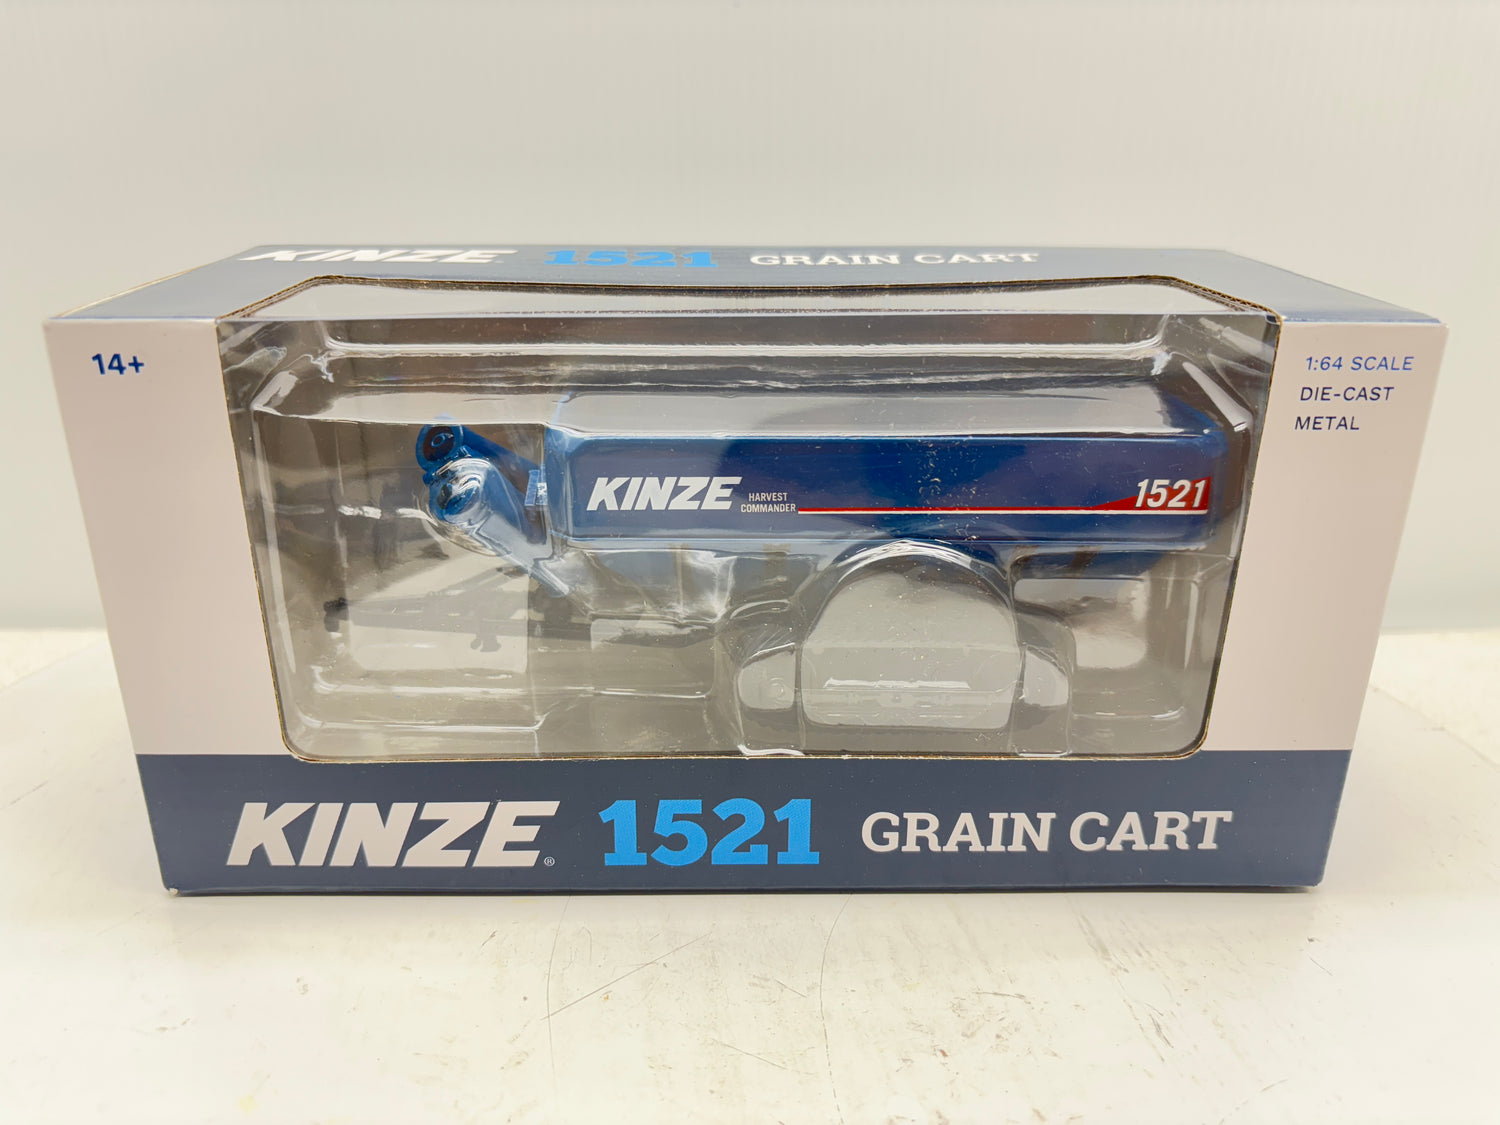 KINZE 1521 GRAIN CART
14+
1:64 SCALE
DIE-CAST
METAL
KINZE HARVEST COMMANDER 1521
KINZE® 1521 GRAIN CART